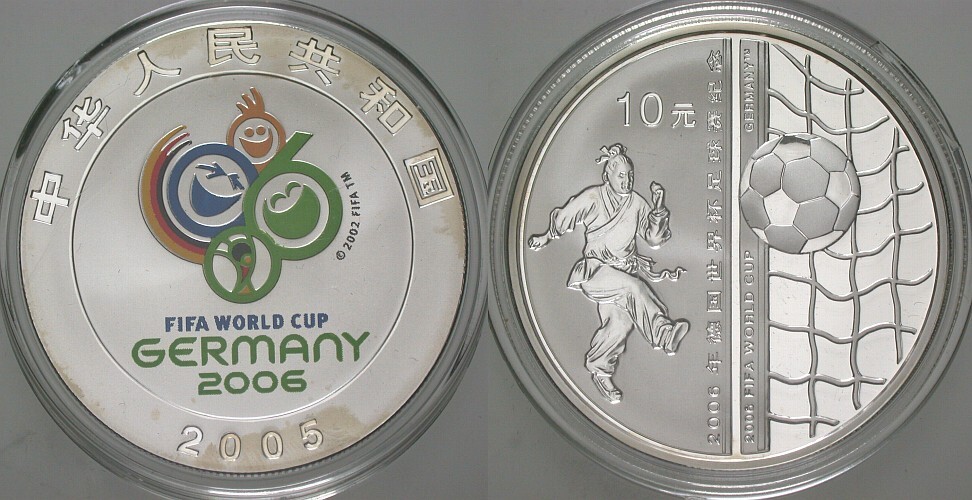 中华人民共和国
© 2002 FIFA TM
FIFA WORLD CUP
GERMANY
2006
2005
10元
2006年德国世界杯足球赛纪念
2006 FIFA WORLD CUP GERMANY™